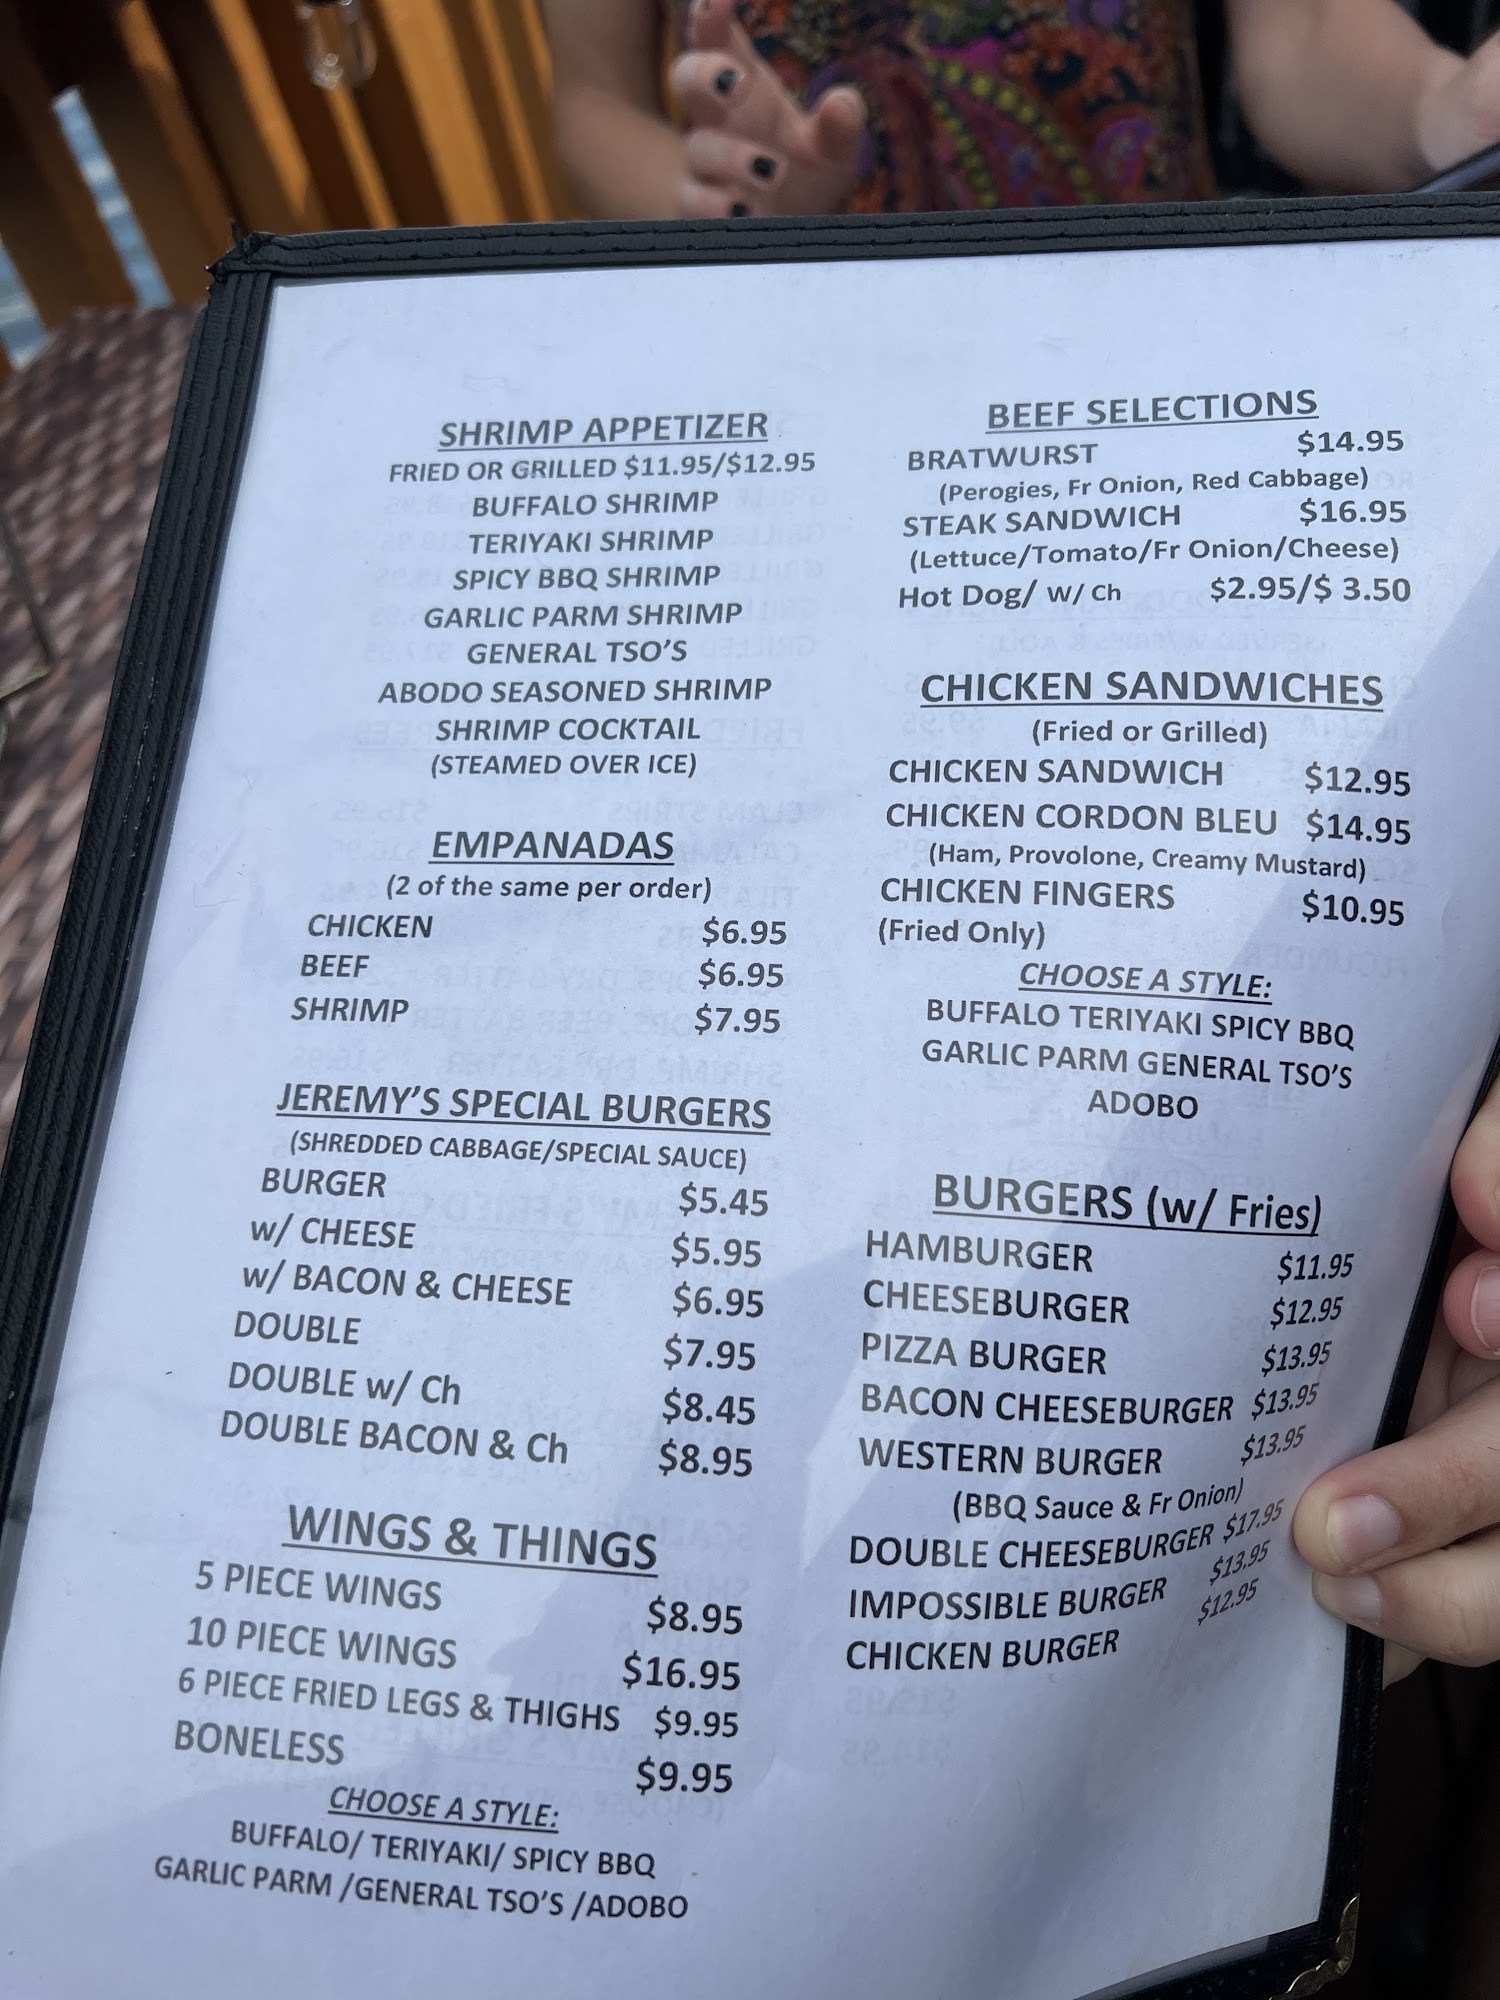 SHRIMP APPETIZER
FRIED OR GRILLED $11.95/$12.95
BUFFALO SHRIMP
TERIYAKI SHRIMP
SPICY BBQ SHRIMP
GARLIC PARM SHRIMP
GENERAL TSO'S
ABODO SEASONED SHRIMP
SHRIMP COCKTAIL
(STEAMED OVER ICE)
EMPANADAS
(2 of the same per order)
CHICKEN $6.95
BEEF $6.95
SHRIMP $7.95
JEREMY'S SPECIAL BURGERS
(SHREDDED CABBAGE/SPECIAL SAUCE)
BURGER $5.45
w/ CHEESE $5.95
w/ BACON & CHEESE $6.95
DOUBLE $7.95
DOUBLE w/ Ch $8.45
DOUBLE BACON & Ch $8.95
WINGS & THINGS
5 PIECE WINGS $8.95
10 PIECE WINGS $16.95
6 PIECE FRIED LEGS & THIGHS $9.95
BONELESS $9.95
CHOOSE A STYLE:
BUFFALO/ TERIYAKI/ SPICY BBQ
GARLIC PARM /GENERAL TSO'S /ADOBO
BEEF SELECTIONS
BRATWURST $14.95
(Perogies, Fr Onion, Red Cabbage)
STEAK SANDWICH $16.95
(Lettuce/Tomato/Fr Onion/Cheese)
Hot Dog/ w/ Ch $2.95/$ 3.50
CHICKEN SANDWICHES
(Fried or Grilled)
CHICKEN SANDWICH $12.95
CHICKEN CORDON BLEU $14.95
(Ham, Provolone, Creamy Mustard)
CHICKEN FINGERS $10.95
(Fried Only)
CHOOSE A STYLE:
BUFFALO TERIYAKI SPICY BBQ
GARLIC PARM GENERAL TSO'S
ADOBO
BURGERS (w/ Fries)
HAMBURGER $11.95
CHEESEBURGER $12.95
PIZZA BURGER $13.95
BACON CHEESEBURGER $13.95
WESTERN BURGER $13.95
(BBQ Sauce & Fr Onion)
DOUBLE CHEESEBURGER $17.95
IMPOSSIBLE BURGER $13.95
CHICKEN BURGER $12.95